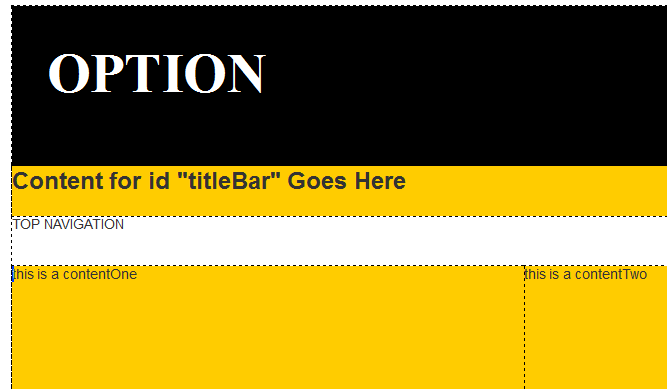 OPTION
Content for id "titleBar" Goes Here
TOP NAVIGATION
this is a contentOne
this is a contentTwo